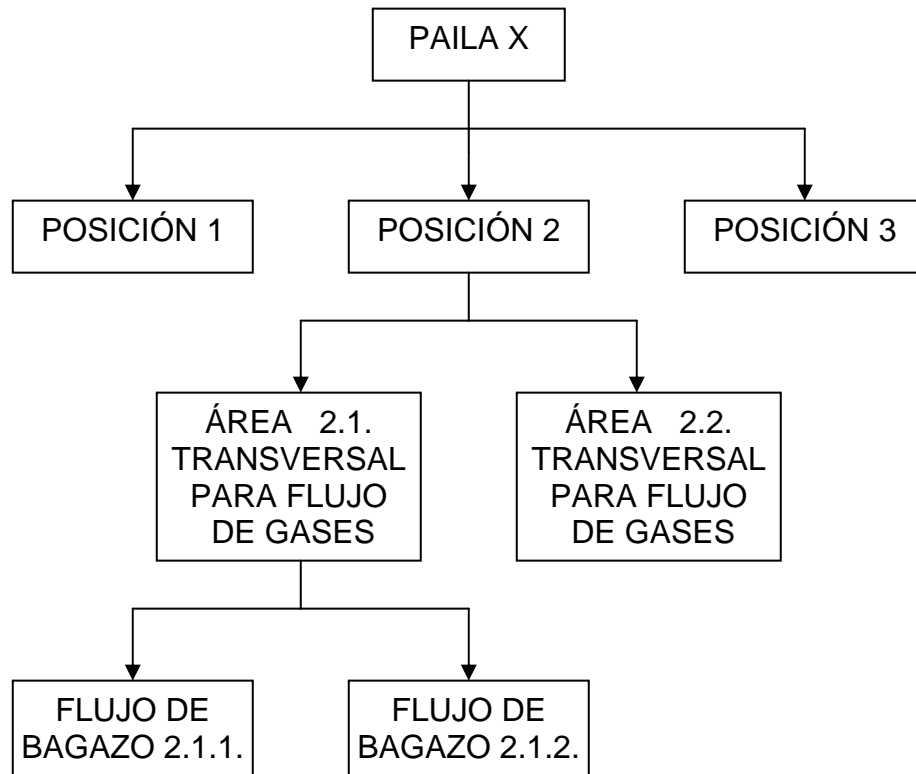 PAILA X
POSICIÓN 1
POSICIÓN 2
POSICIÓN 3
ÁREA 2.1.
TRANSVERSAL
PARA FLUJO
DE GASES
ÁREA 2.2.
TRANSVERSAL
PARA FLUJO
DE GASES
FLUJO DE
BAGAZO 2.1.1.
FLUJO DE
BAGAZO 2.1.2.